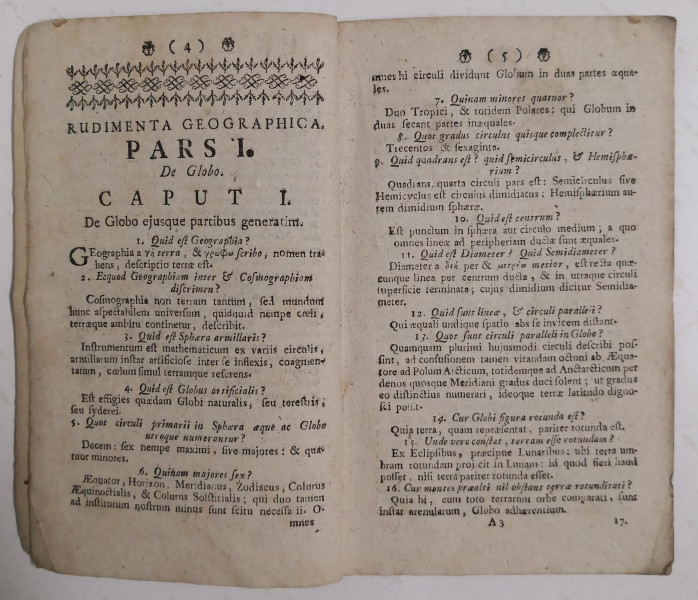 ( 4 )
RUDIMENTA GEOGRAPHICA.
PARS I.
De Globo.
CAPUT I.
De Globo ejusque partibus generatim.
1. Quid est Geographia?
GEographia a γῆ terra, & γράφω scribo, nomen tra-
hens, descriptio terræ est.
2. Ecquod Geographiam inter & Cosmographiam
discrimen?
Cosmographia non terram tantum, sed mundum
hunc aspectabilem universum, quidquid nempe cœli,
terræque ambitu continetur, describit.
3. Quid est Sphæra armillaris?
Instrumentum est mathematicum ex variis circulis,
armillarum instar artificiose inter se inflexis, coagmen-
tatum, cœlum simul terramque referens.
4. Quid est Globus artificialis?
Est effigies quædam Globi naturalis, seu terestris,
seu syderei.
5. Quot circuli primarii in Sphæra æque ac Globo
utroque numerantur?
Decem: sex nempe maximi, sive majores: & qua-
tuor minores.
6. Quinam majores sex?
Æquator, Horizon, Meridianus, Zodiacus, Colurus
Æquinoctialis, & Colurus Solstitialis; qui duo tamen
ad institutum nostrum minus sunt scitu necessa ii. O-
mnes
( 5 )
mnes hi circuli dividunt Globum in duas partes æqua-
les.
7. Quinam minores quatuor?
Duo Tropici, & totidem Polares: qui Globum in
duas secant partes inæquales.
8. Quot gradus circulus quisque complectitur?
Trecentos & sexaginta.
9. Quid quadrans est? quid semicirculus, & Hemisphæ-
rium?
Quadrans, quarta circuli pars est: Semicirculus sive
Hemicyclus est circulus dimidiatus: Hemisphærium au-
tem dimidium sphæræ.
10. Quid est centrum?
Est punctum in sphæra aut circulo medium; a quo
omnes lineæ ad peripheriam ductæ sunt æquales.
11. Quid est Diameter? Quid Semidiameter?
Diameter a διὰ per & μετρέω metior, est recta quæ-
cunque linea per centrum ducta, & in utraque circuli
superficie terminata; cujus dimidium dicitur Semidia-
meter.
12. Quid sunt lineæ, & circuli paralleli?
Qui æquali undique spatio abs se invicem distant.
13. Quot sunt circuli paralleli in Globo?
Quamquam plurimi hujusmodi circuli describi pos-
sint, ad confusionem tamen vitandam octoni ab Æqua-
tore ad Polum Arcticum, totidemque ad Anctarcticum per
denos quosque Meridiani gradus duci solent; ut gradus
eo distinctius numerari, ideoque terræ latitudo digno-
sci possit.
14. Cur Globi figura rotunda est?
Quia terra, quam repræsentat, pariter rotunda est.
15. Unde vero constat, terram esse rotundam?
Ex Eclipsibus, præcipue Lunaribus: ubi terra um-
bram rotundam projicit in Lunam: id quod fieri haud
posset, nisi terra pariter rotunda esset.
16. Cur montes præalti nil obstant terræ rotunditati?
Quia hi, cum toto terrarum orbe comparati, sunt
instar arenularum, Globo adhærentium.
A 3
17.